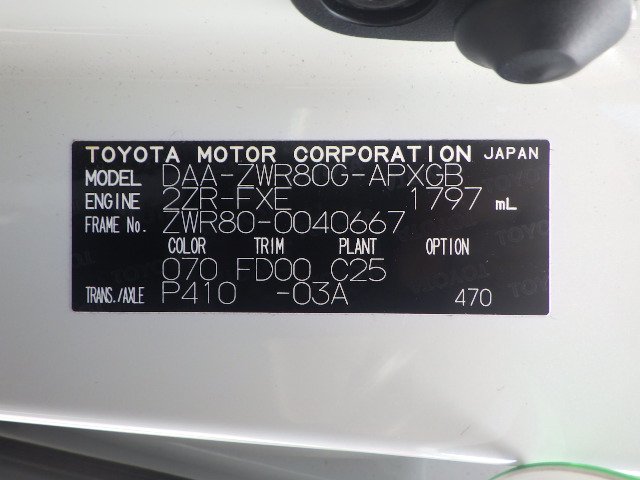 TOYOTA MOTOR CORPORATION JAPAN
MODEL DAA-ZWR80G-APXGB
ENGINE 2ZR-FXE 1797 mL
FRAME No. ZWR80-0040667
COLOR TRIM PLANT OPTION
070 FD00 C25
TRANS./AXLE P410 -03A 470